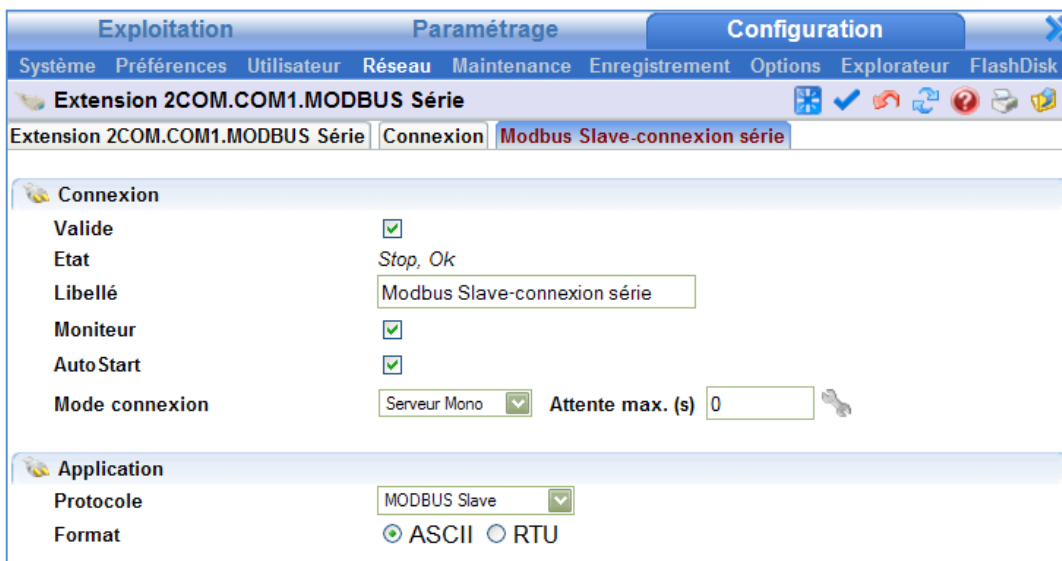 Exploitation Paramétrage Configuration
Système Préférences Utilisateur Réseau Maintenance Enregistrement Options Explorateur FlashDisk
Extension 2COM.COM1.MODBUS Série
Extension 2COM.COM1.MODBUS Série Connexion Modbus Slave-connexion série
Connexion
Valide
Etat Stop, Ok
Libellé Modbus Slave-connexion série
Moniteur
AutoStart
Mode connexion Serveur Mono Attente max. (s) 0
Application
Protocole MODBUS Slave
Format ASCII RTU